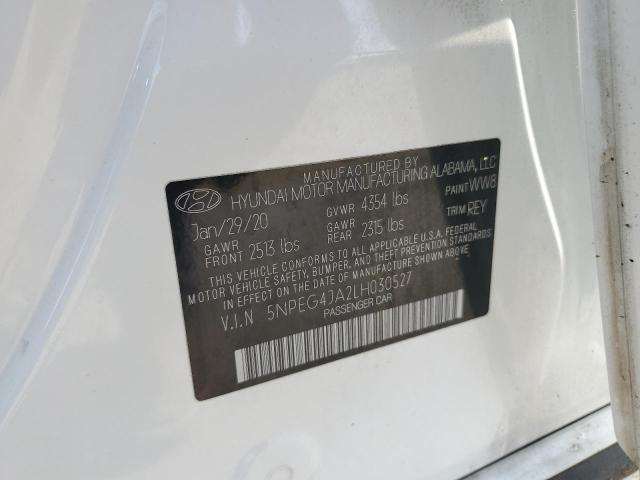 MANUFACTURED BY
HYUNDAI MOTOR MANUFACTURING ALABAMA, LLC
Jan/29/20 GVWR 4354 lbs PAINT WW8
GAWR FRONT 2513 lbs GAWR REAR 2315 lbs TRIM REY
THIS VEHICLE CONFORMS TO ALL APPLICABLE U.S.A. FEDERAL
MOTOR VEHICLE SAFETY, BUMPER, AND THEFT PREVENTION STANDARDS
IN EFFECT ON THE DATE OF MANUFACTURE SHOWN ABOVE.
V.I.N 5NPEG4JA2LH030527
PASSENGER CAR